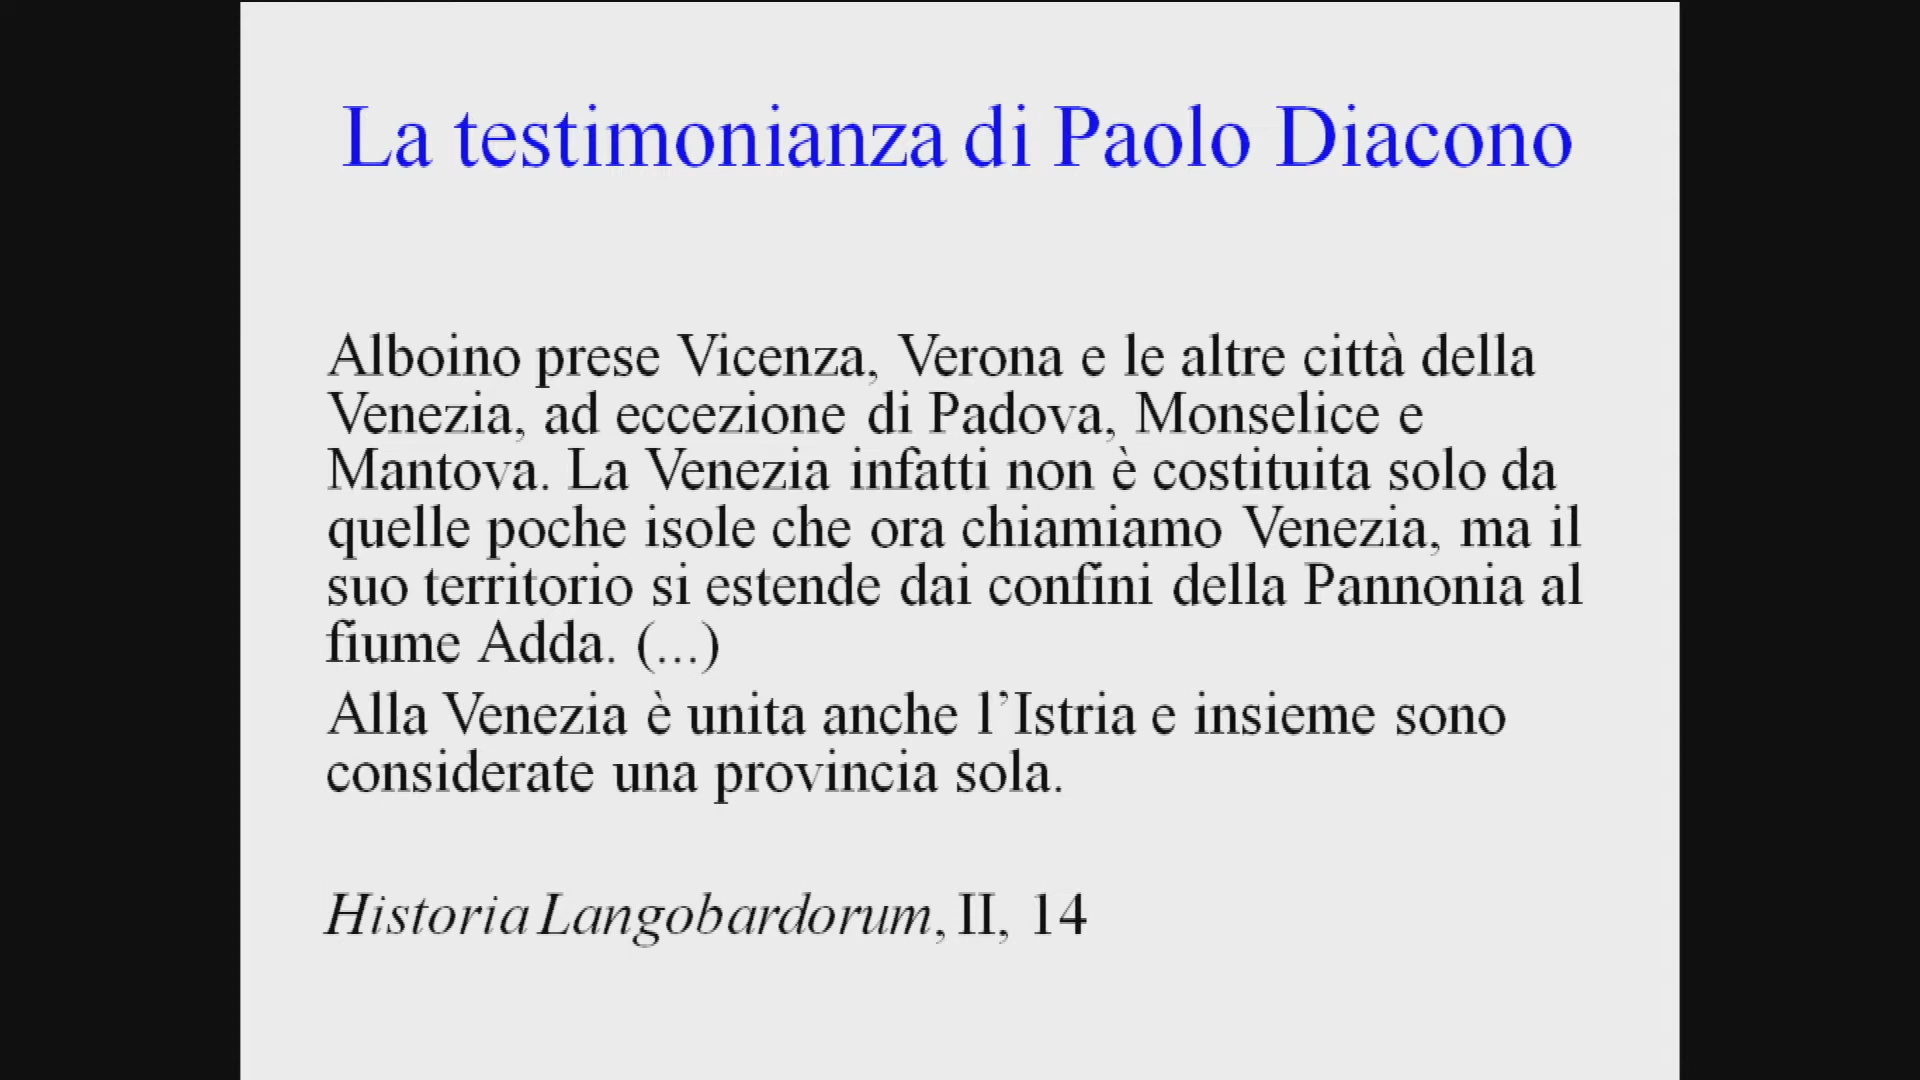 La testimonianza di Paolo Diacono
Alboino prese Vicenza, Verona e le altre città della
Venezia, ad eccezione di Padova, Monselice e
Mantova. La Venezia infatti non è costituita solo da
quelle poche isole che ora chiamiamo Venezia, ma il
suo territorio si estende dai confini della Pannonia al
fiume Adda. (...)
Alla Venezia è unita anche l’Istria e insieme sono
considerate una provincia sola.
Historia Langobardorum, II, 14